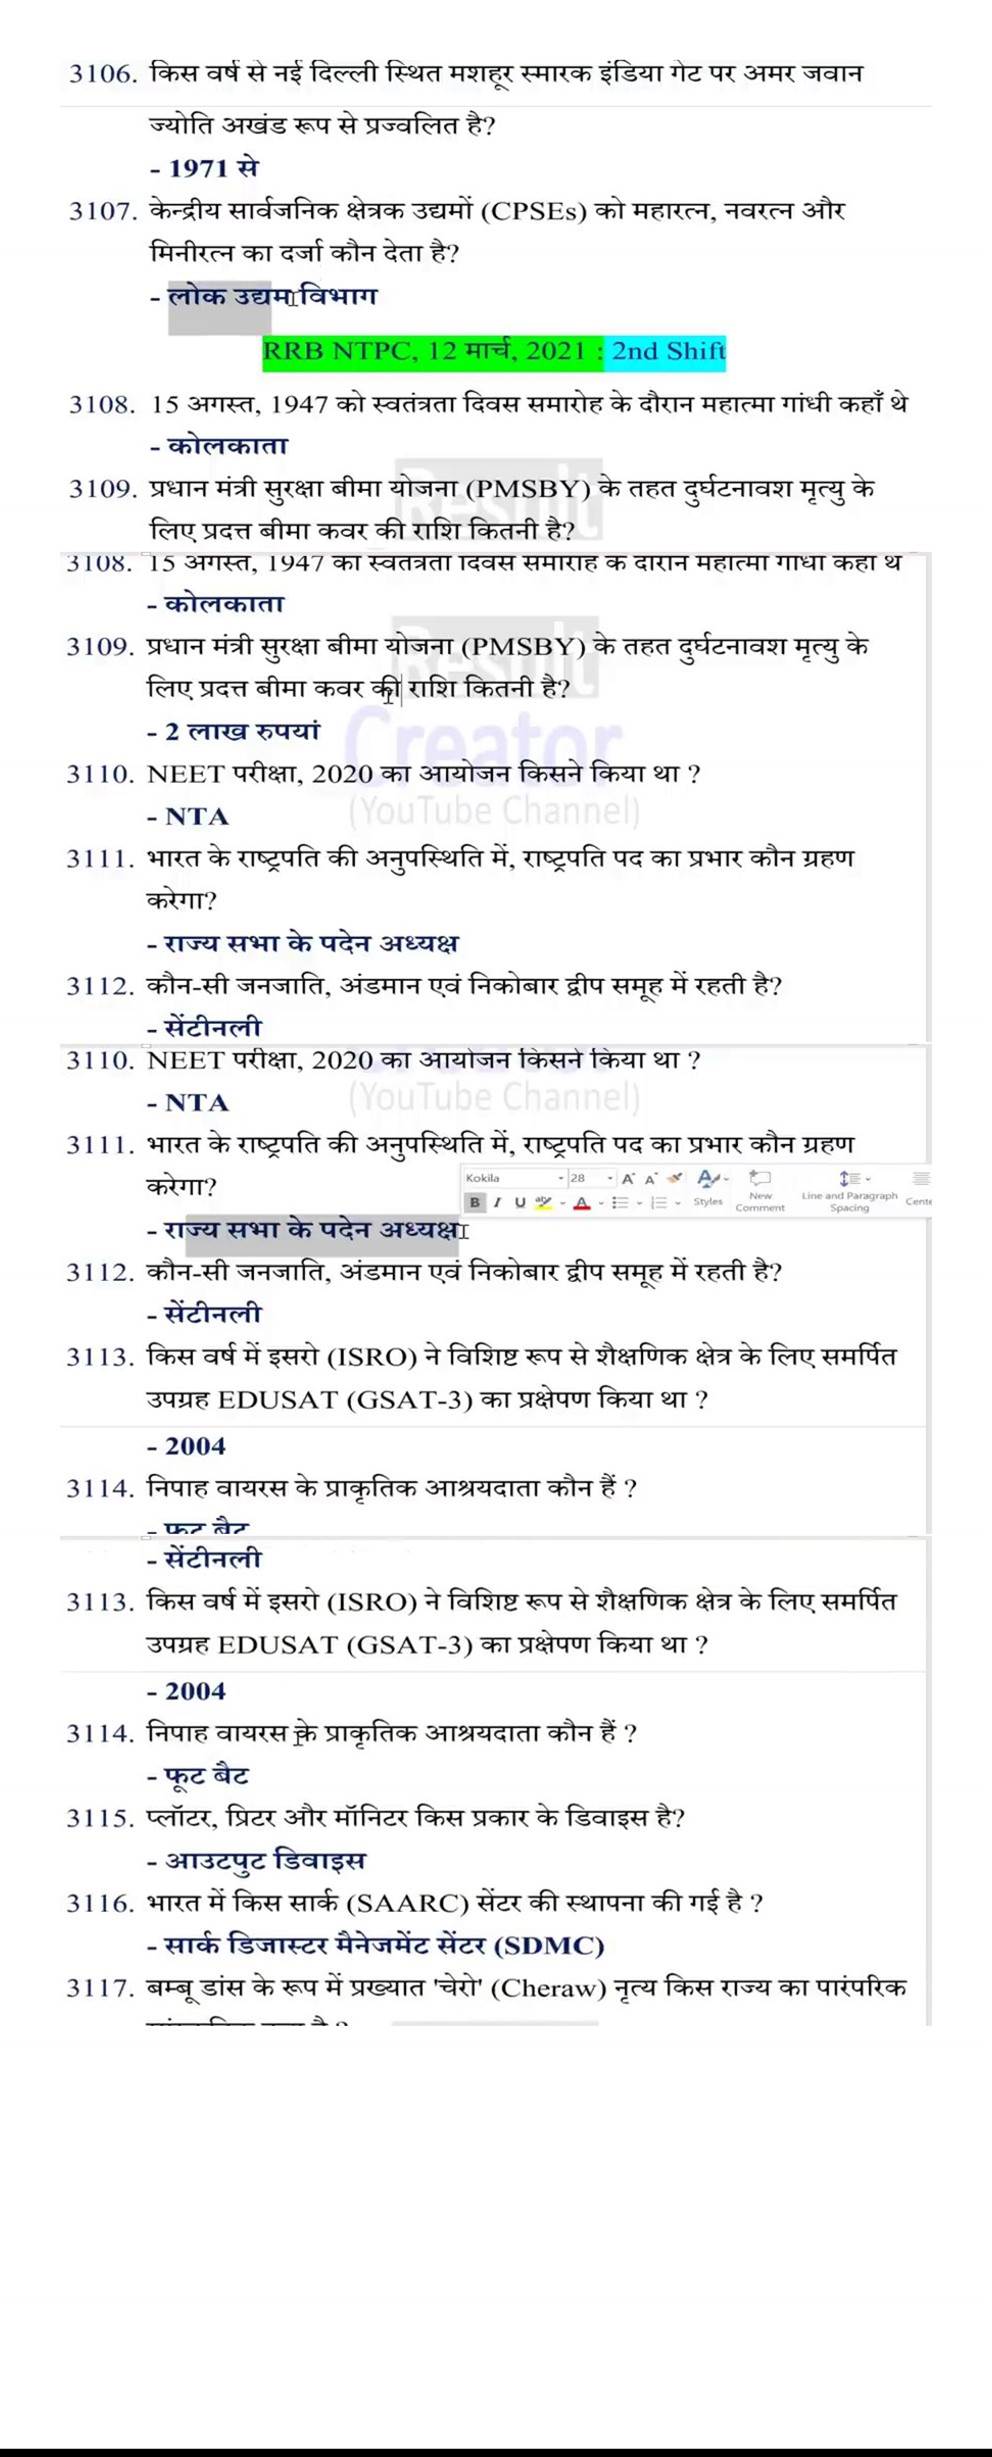 3106. किस वर्ष से नई दिल्ली स्थित मशहूर स्मारक इंडिया गेट पर अमर जवान
ज्योति अखंड रूप से प्रज्वलित है?
- 1971 से
3107. केन्द्रीय सार्वजनिक क्षेत्रक उद्यमों (CPSEs) को महारत्न, नवरत्न और
मिनीरत्न का दर्जा कौन देता है?
- लोक उद्यम विभाग
RRB NTPC, 12 मार्च, 2021 : 2nd Shift
3108. 15 अगस्त, 1947 को स्वतंत्रता दिवस समारोह के दौरान महात्मा गांधी कहाँ थे
- कोलकाता
Result
3109. प्रधान मंत्री सुरक्षा बीमा योजना (PMSBY) के तहत दुर्घटनावश मृत्यु के
लिए प्रदत्त बीमा कवर की राशि कितनी है?
3108. 15 अगस्त, 1947 को स्वतंत्रता दिवस समारोह के दौरान महात्मा गांधी कहाँ थे
- कोलकाता
Result
3109. प्रधान मंत्री सुरक्षा बीमा योजना (PMSBY) के तहत दुर्घटनावश मृत्यु के
लिए प्रदत्त बीमा कवर की राशि कितनी है?
- 2 लाख रुपयां
Creator
3110. NEET परीक्षा, 2020 का आयोजन किसने किया था ?
- NTA
(YouTube Channel)
3111. भारत के राष्ट्रपति की अनुपस्थिति में, राष्ट्रपति पद का प्रभार कौन ग्रहण
करेगा?
- राज्य सभा के पदेन अध्यक्ष
3112. कौन-सी जनजाति, अंडमान एवं निकोबार द्वीप समूह में रहती है?
- सेंटीनली
3110. NEET परीक्षा, 2020 का आयोजन किसने किया था ?
- NTA
(YouTube Channel)
3111. भारत के राष्ट्रपति की अनुपस्थिति में, राष्ट्रपति पद का प्रभार कौन ग्रहण
करेगा?
Kokila 28 A A
B I U A Styles New Comment Line and Paragraph Spacing Cente
- राज्य सभा के पदेन अध्यक्ष
3112. कौन-सी जनजाति, अंडमान एवं निकोबार द्वीप समूह में रहती है?
- सेंटीनली
3113. किस वर्ष में इसरो (ISRO) ने विशिष्ट रूप से शैक्षणिक क्षेत्र के लिए समर्पित
उपग्रह EDUSAT (GSAT-3) का प्रक्षेपण किया था ?
- 2004
3114. निपाह वायरस के प्राकृतिक आश्रयदाता कौन हैं ?
- फूट बैट
- सेंटीनली
3113. किस वर्ष में इसरो (ISRO) ने विशिष्ट रूप से शैक्षणिक क्षेत्र के लिए समर्पित
उपग्रह EDUSAT (GSAT-3) का प्रक्षेपण किया था ?
- 2004
3114. निपाह वायरस के प्राकृतिक आश्रयदाता कौन हैं ?
- फूट बैट
3115. प्लॉटर, प्रिटर और मॉनिटर किस प्रकार के डिवाइस है?
- आउटपुट डिवाइस
3116. भारत में किस सार्क (SAARC) सेंटर की स्थापना की गई है ?
- सार्क डिजास्टर मैनेजमेंट सेंटर (SDMC)
3117. बम्बू डांस के रूप में प्रख्यात 'चेरो' (Cheraw) नृत्य किस राज्य का पारंपरिक